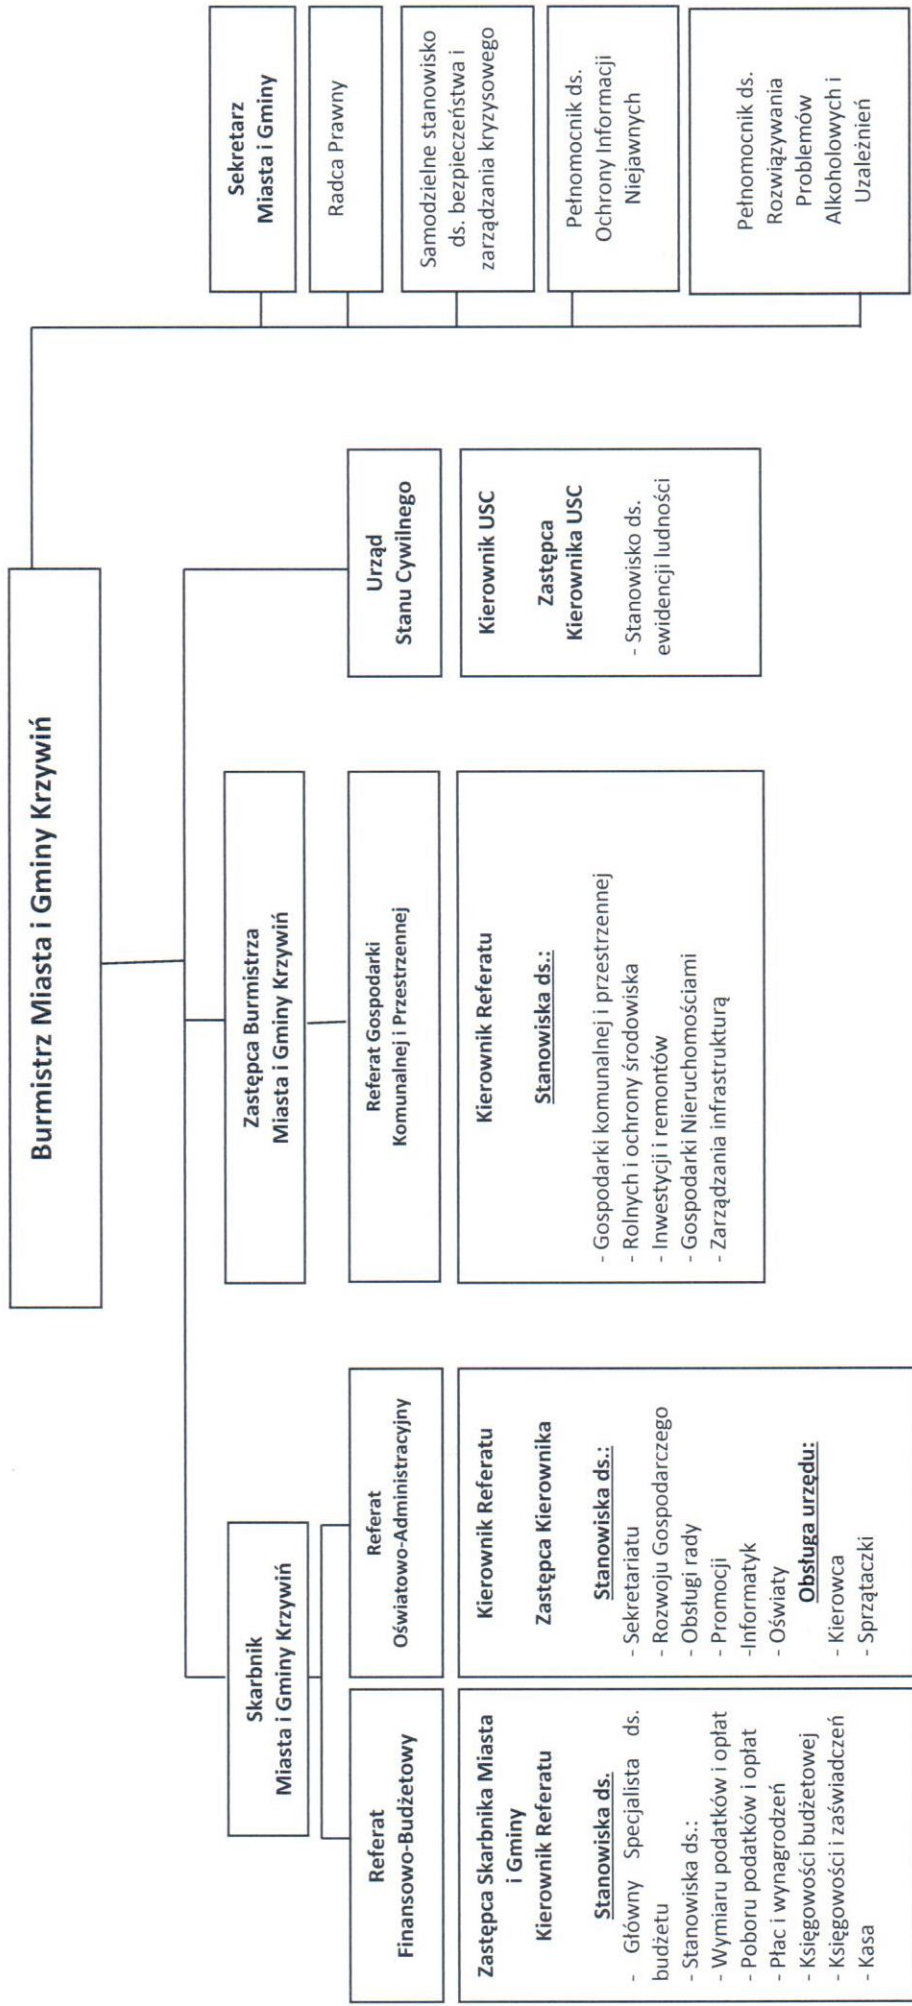 Burmistrz Miasta i Gminy Krzywiń
Skarbnik
Miasta i Gminy Krzywiń
Referat
Finansowo-Budżetowy
Zastępca Skarbnika Miasta
i Gminy
Kierownik Referatu
Stanowiska ds.
- Główny Specjalista ds.
budżetu
- Stanowiska ds.:
- Wymiaru podatków i opłat
- Poboru podatków i opłat
- Płac i wynagrodzeń
- Księgowości budżetowej
- Księgowości i zaświadczeń
- Kasa
Referat
Oświatowo-Administracyjny
Kierownik Referatu
Zastępca Kierownika
Stanowiska ds.:
- Sekretariatu
- Rozwoju Gospodarczego
- Obsługi rady
- Promocji
-Informatyk
- Oświaty
Obsługa urzędu:
- Kierowca
- Sprzątaczki
Zastępca Burmistrza
Miasta i Gminy Krzywiń
Referat Gospodarki
Komunalnej i Przestrzennej
Kierownik Referatu
Stanowiska ds.:
- Gospodarki komunalnej i przestrzennej
- Rolnych i ochrony środowiska
- Inwestycji i remontów
- Gospodarki Nieruchomościami
- Zarządzania infrastrukturą
Urząd
Stanu Cywilnego
Kierownik USC
Zastępca
Kierownika USC
- Stanowisko ds.
ewidencji ludności
Sekretarz
Miasta i Gminy
Radca Prawny
Samodzielne stanowisko
ds. bezpieczeństwa i
zarządzania kryzysowego
Pełnomocnik ds.
Ochrony Informacji
Niejawnych
Pełnomocnik ds.
Rozwiązywania
Problemów
Alkoholowych i
Uzależnień